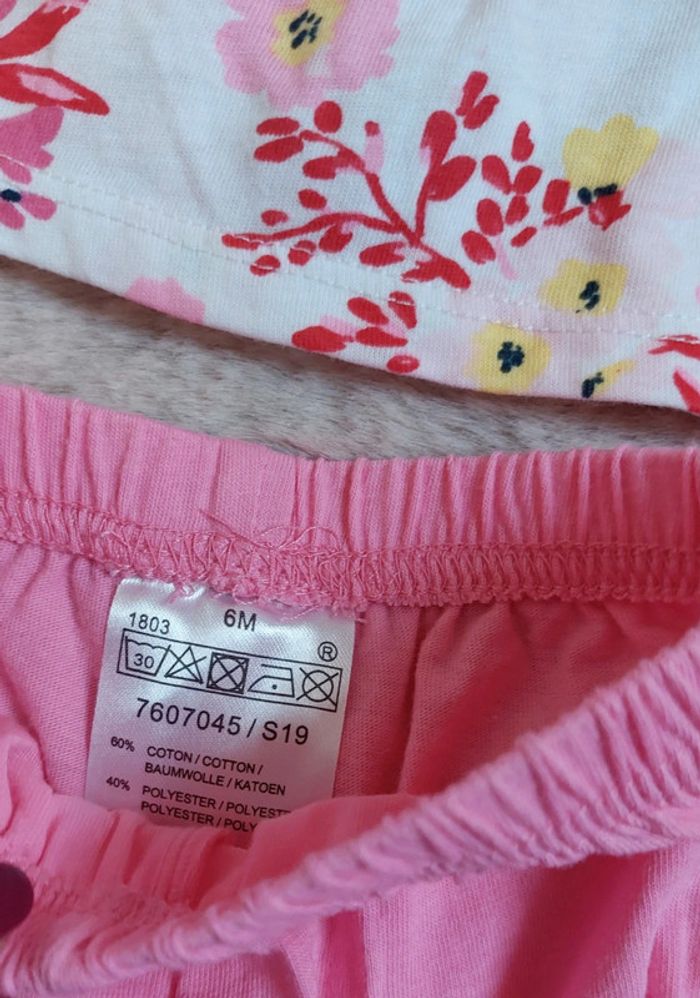 1803 6M
30 ®
7607045 / S19
60% COTON / COTTON /
BAUMWOLLE / KATOEN
40% POLYESTER /
POLYESTER /